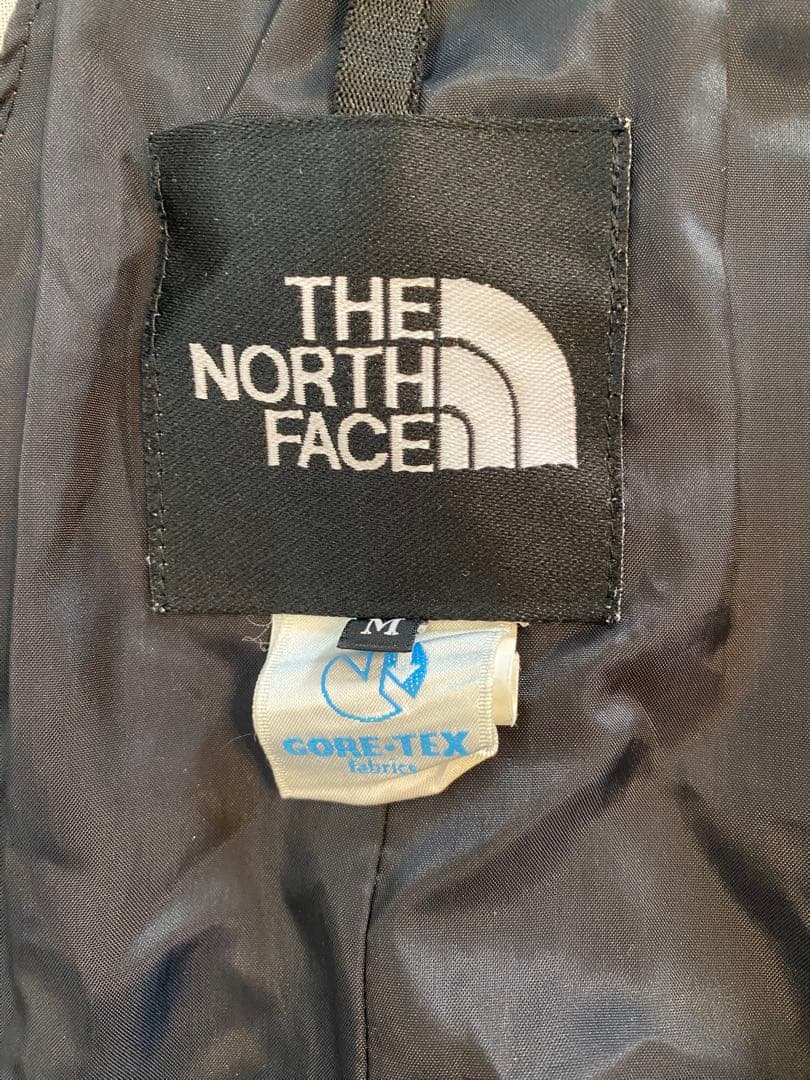 THE
NORTH
FACE
M
GORE-TEX
fabrics